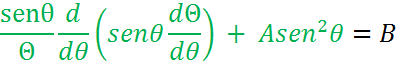 senθ/Θ d/dθ (senθ dΘ/dθ) + Asen²θ = B